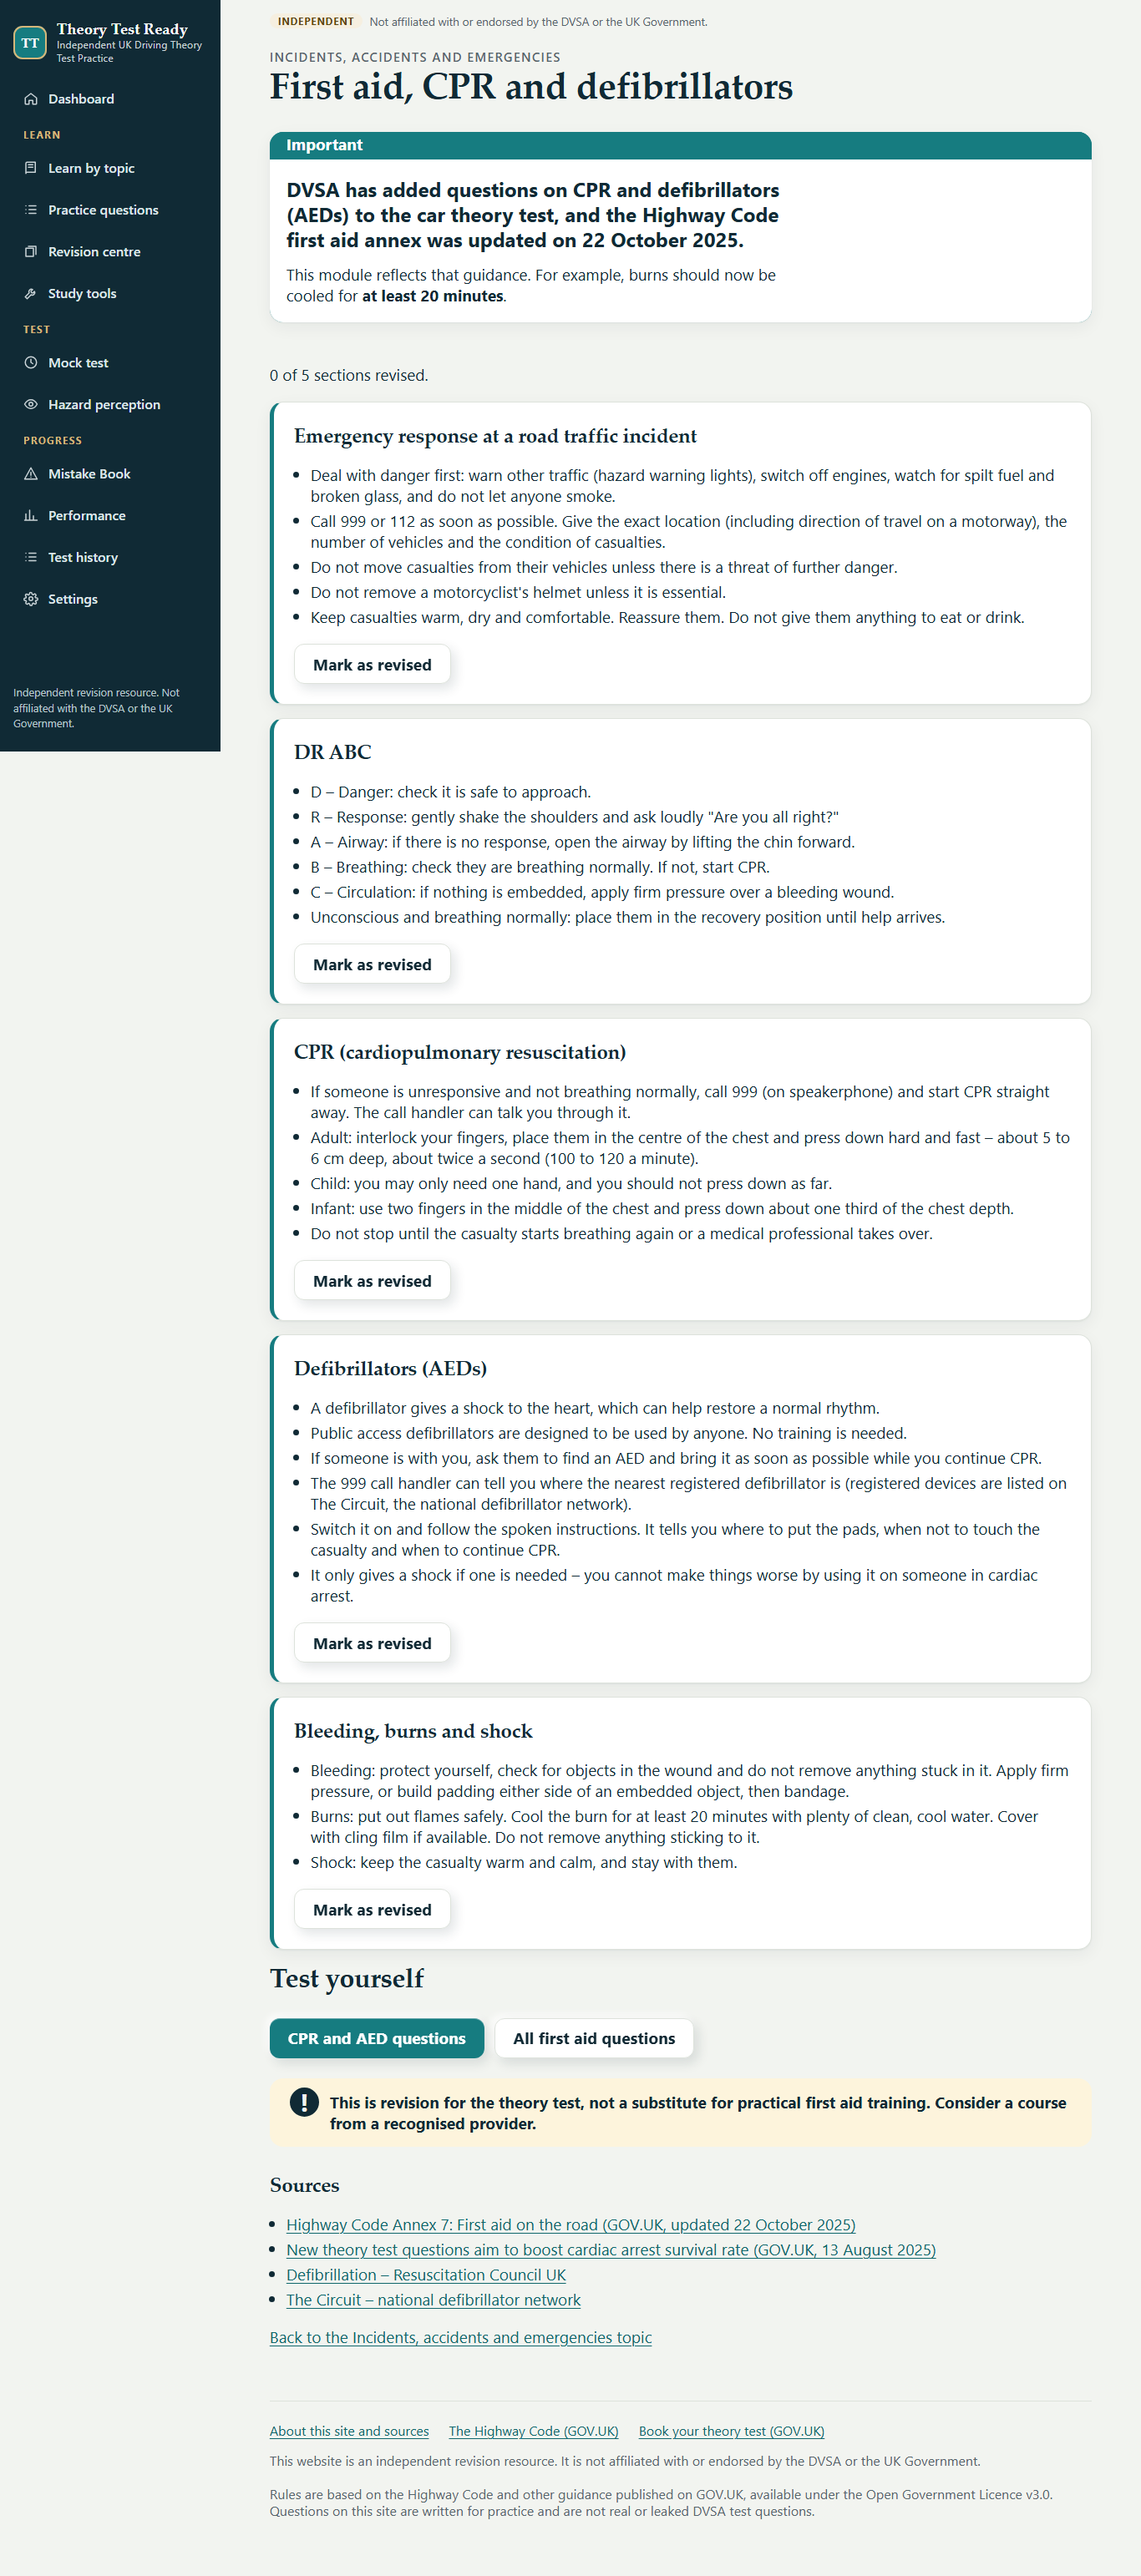 TT
Theory Test Ready
Independent UK Driving Theory
Test Practice
Dashboard
LEARN
Learn by topic
Practice questions
Revision centre
Study tools
TEST
Mock test
Hazard perception
PROGRESS
Mistake Book
Performance
Test history
Settings
Independent revision resource. Not
affiliated with the DVSA or the UK
Government.
INDEPENDENT Not affiliated with or endorsed by the DVSA or the UK Government.
INCIDENTS, ACCIDENTS AND EMERGENCIES
First aid, CPR and defibrillators
Important
DVSA has added questions on CPR and defibrillators
(AEDs) to the car theory test, and the Highway Code
first aid annex was updated on 22 October 2025.
This module reflects that guidance. For example, burns should now be
cooled for at least 20 minutes.
0 of 5 sections revised.
Emergency response at a road traffic incident
• Deal with danger first: warn other traffic (hazard warning lights), switch off engines, watch for spilt fuel and
broken glass, and do not let anyone smoke.
• Call 999 or 112 as soon as possible. Give the exact location (including direction of travel on a motorway), the
number of vehicles and the condition of casualties.
• Do not move casualties from their vehicles unless there is a threat of further danger.
• Do not remove a motorcyclist's helmet unless it is essential.
• Keep casualties warm, dry and comfortable. Reassure them. Do not give them anything to eat or drink.
Mark as revised
DR ABC
• D – Danger: check it is safe to approach.
• R – Response: gently shake the shoulders and ask loudly "Are you all right?"
• A – Airway: if there is no response, open the airway by lifting the chin forward.
• B – Breathing: check they are breathing normally. If not, start CPR.
• C – Circulation: if nothing is embedded, apply firm pressure over a bleeding wound.
• Unconscious and breathing normally: place them in the recovery position until help arrives.
Mark as revised
CPR (cardiopulmonary resuscitation)
• If someone is unresponsive and not breathing normally, call 999 (on speakerphone) and start CPR straight
away. The call handler can talk you through it.
• Adult: interlock your fingers, place them in the centre of the chest and press down hard and fast – about 5 to
6 cm deep, about twice a second (100 to 120 a minute).
• Child: you may only need one hand, and you should not press down as far.
• Infant: use two fingers in the middle of the chest and press down about one third of the chest depth.
• Do not stop until the casualty starts breathing again or a medical professional takes over.
Mark as revised
Defibrillators (AEDs)
• A defibrillator gives a shock to the heart, which can help restore a normal rhythm.
• Public access defibrillators are designed to be used by anyone. No training is needed.
• If someone is with you, ask them to find an AED and bring it as soon as possible while you continue CPR.
• The 999 call handler can tell you where the nearest registered defibrillator is (registered devices are listed on
The Circuit, the national defibrillator network).
• Switch it on and follow the spoken instructions. It tells you where to put the pads, when not to touch the
casualty and when to continue CPR.
• It only gives a shock if one is needed – you cannot make things worse by using it on someone in cardiac
arrest.
Mark as revised
Bleeding, burns and shock
• Bleeding: protect yourself, check for objects in the wound and do not remove anything stuck in it. Apply firm
pressure, or build padding either side of an embedded object, then bandage.
• Burns: put out flames safely. Cool the burn for at least 20 minutes with plenty of clean, cool water. Cover
with cling film if available. Do not remove anything sticking to it.
• Shock: keep the casualty warm and calm, and stay with them.
Mark as revised
Test yourself
CPR and AED questions All first aid questions
! This is revision for the theory test, not a substitute for practical first aid training. Consider a course
from a recognised provider.
Sources
• Highway Code Annex 7: First aid on the road (GOV.UK, updated 22 October 2025)
• New theory test questions aim to boost cardiac arrest survival rate (GOV.UK, 13 August 2025)
• Defibrillation – Resuscitation Council UK
• The Circuit – national defibrillator network
Back to the Incidents, accidents and emergencies topic
About this site and sources The Highway Code (GOV.UK) Book your theory test (GOV.UK)
This website is an independent revision resource. It is not affiliated with or endorsed by the DVSA or the UK Government.
Rules are based on the Highway Code and other guidance published on GOV.UK, available under the Open Government Licence v3.0.
Questions on this site are written for practice and are not real or leaked DVSA test questions.